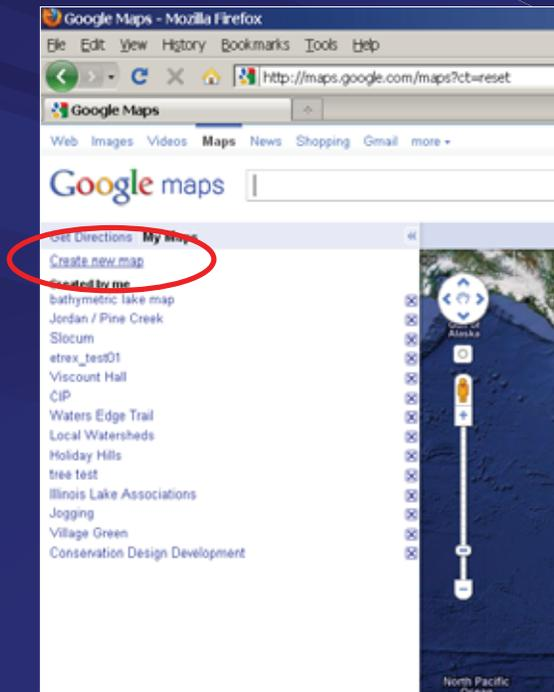 Google Maps - Mozilla Firefox
File Edit View History Bookmarks Tools Help
http://maps.google.com/maps?ct=reset
Google Maps
Web Images Videos Maps News Shopping Gmail more
Google maps
Get Directions My Maps
Create new map
Created by me
bathymetric lake map
Jordan / Pine Creek
Slocum
etrex_test01
Viscount Hall
CIP
Waters Edge Trail
Local Watersheds
Holiday Hills
tree test
Illinois Lake Associations
Jogging
Village Green
Conservation Design Development
Gulf of
Alaska
North Pacific
Ocean